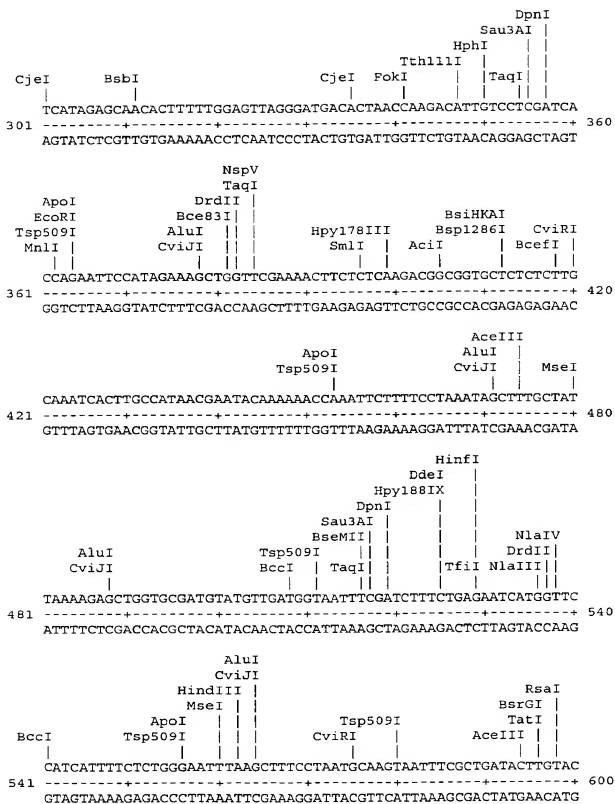 DpnI
Sau3AI
HphI
Tth111I
CjeI BsbI CjeI FokI TaqI
TCATAGAGCAACACTTTTTGGAGTTAGGGATGACACTAACCAAGACATTGTCCTCGATCA
301 ---------+---------+---------+---------+---------+---------+ 360
AGTATCTCGTTGTGAAAAACCTCAATCCCTACTGTGATTGGTTCTGTAACAGGAGCTAGT
NspV
ApoI TaqI
EcoRI DrdII BsiHKAI
Tsp509I AluI Bce83I Hpy178III Bsp1286I CviRI
MnlI CviJI SmlI AciI BcefI
CCAGAATTCCATAGAAAGCTGGTTCGAAAACTTCTCTCAAGACGGCGGTGCTCTCTCTTG
361 ---------+---------+---------+---------+---------+---------+ 420
GGTCTTAAGGTATCTTTCGACCAAGCTTTTGAAGAGAGTTCTGCCGCCACGAGAGAGAAC
AceIII
ApoI AluI
Tsp509I CviJI MseI
CAAATCACTTGCCATAACGAATACAAAAAACCAAATTCTTTTCCTAAATAGCTTTGCTAT
421 ---------+---------+---------+---------+---------+---------+ 480
GTTTAGTGAACGGTATTGCTTATGTTTTTTGGTTTAAGAAAAGGATTTATCGAAACGATA
HinfI
DdeI
Hpy188IX
DpnI
Sau3AI NlaIV
AluI Tsp509I BseMII DrdII
CviJI BccI TaqI TfiI NlaIII
TAAAAGAGCTGGTGCGATGTATGTTGATGGTAATTTCGATCTTTCTGAGAATCATGGTTC
481 ---------+---------+---------+---------+---------+---------+ 540
ATTTTCTCGACCACGCTACATACAACTACCATTAAAGCTAGAAAGACTCTTAGTACCAAG
AluI
CviJI
HindIII RsaI
MseI BsrGI
ApoI Tsp509I TatI
BccI Tsp509I CviRI AceIII
CATCATTTTCTCTGGGAATTTAAGCTTTCCTAATGCAAGTAATTTCGCTGATACTTGTAC
541 ---------+---------+---------+---------+---------+---------+ 600
GTAGTAAAAGAGACCCTTAAATTCGAAAGGATTACGTTCATTAAAGCGACTATGAACATG